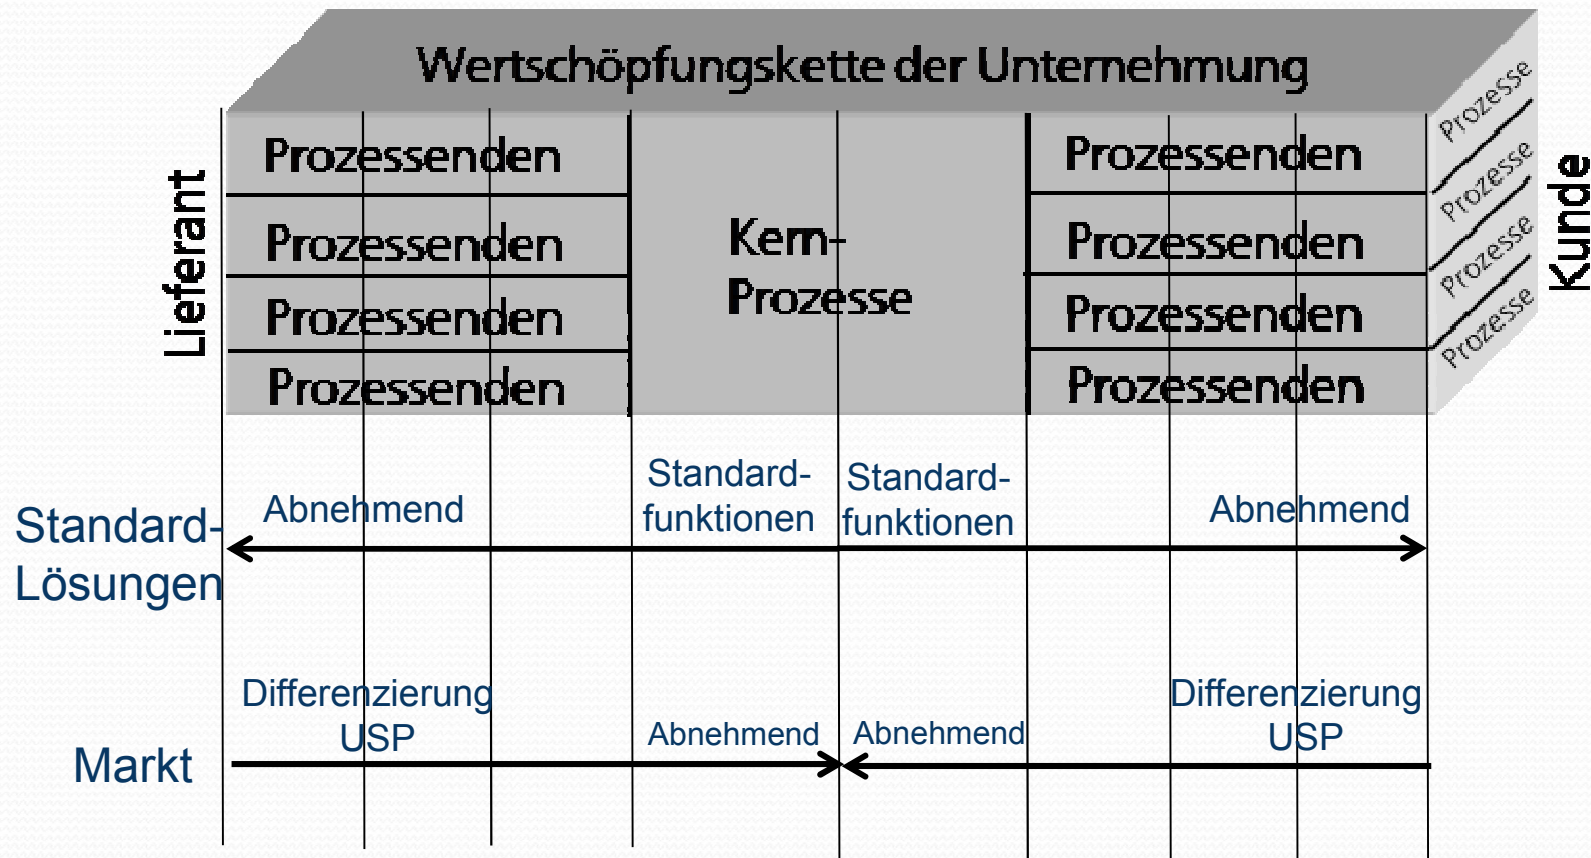 Wertschöpfungskette der Unternehmung
Lieferant
Prozessenden
Prozessenden
Prozessenden
Prozessenden
Kern-
Prozesse
Prozessenden
Prozessenden
Prozessenden
Prozessenden
Prozesse
Prozesse
Prozesse
Prozesse
Kunde
Standard-
Lösungen
Abnehmend
Standard-
funktionen
Standard-
funktionen
Abnehmend
Markt
Differenzierung
USP
Abnehmend
Abnehmend
Differenzierung
USP